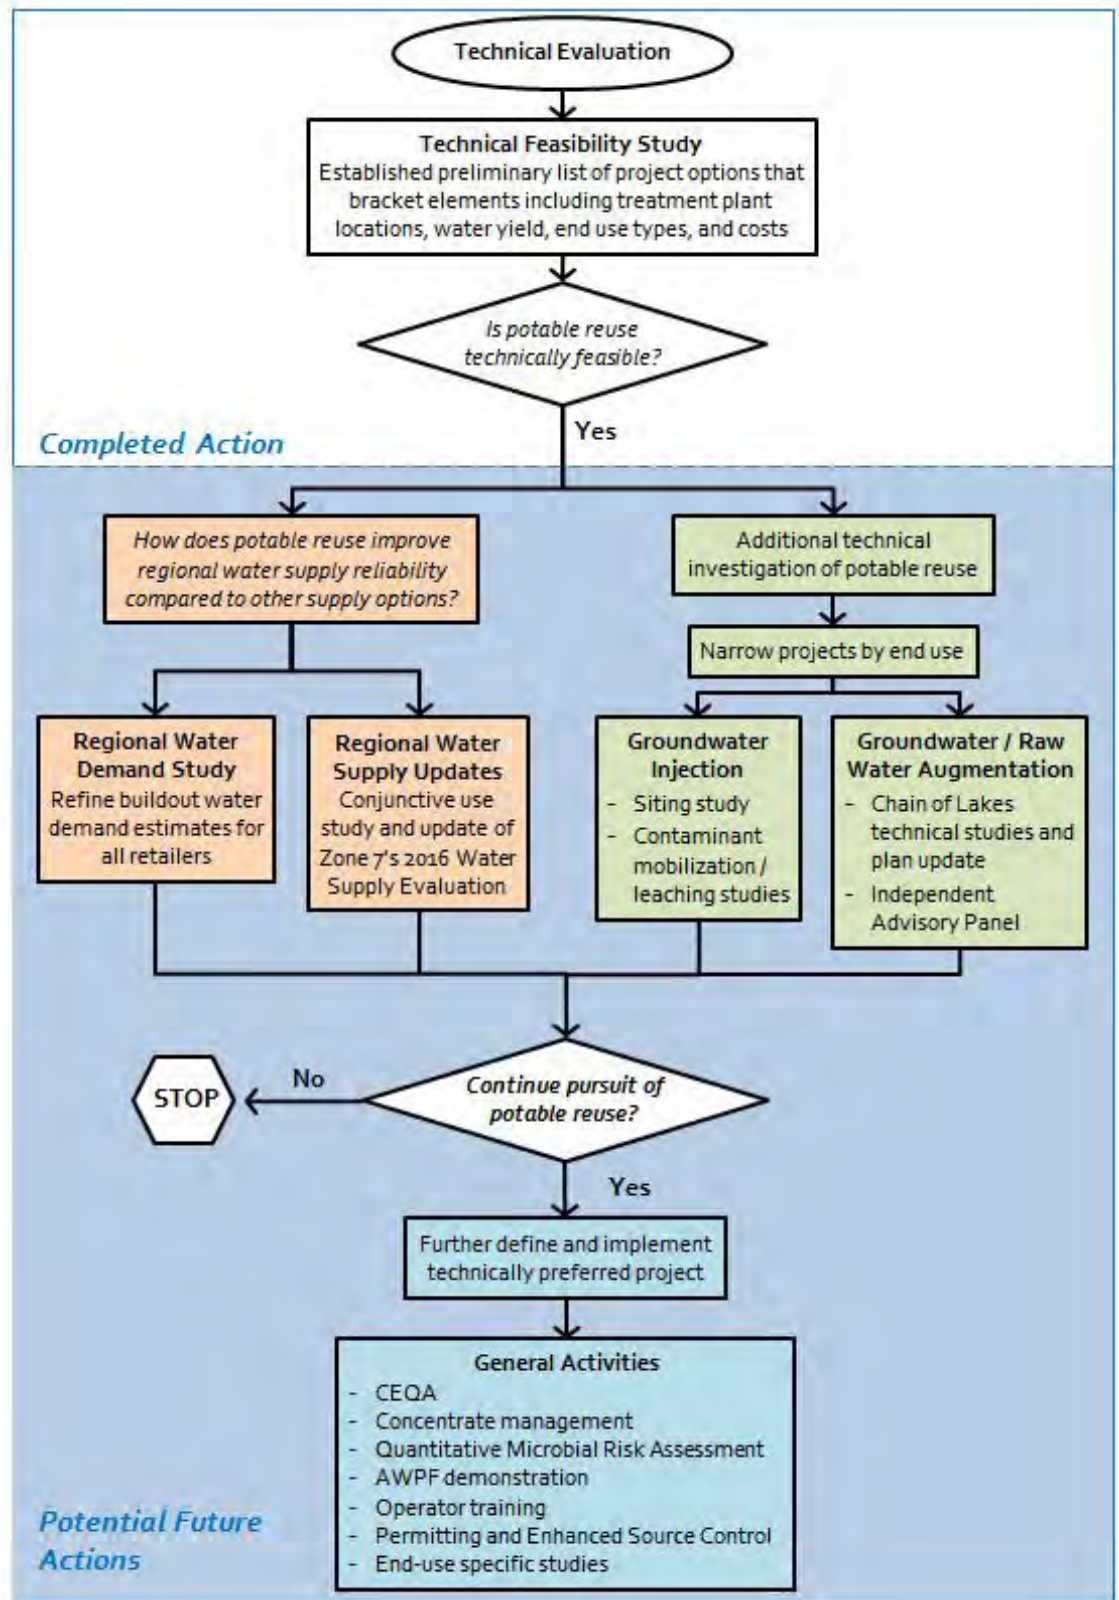 Technical Evaluation
Technical Feasibility Study
Established preliminary list of project options that
bracket elements including treatment plant
locations, water yield, end use types, and costs
Is potable reuse
technically feasible?
Yes
Completed Action
How does potable reuse improve
regional water supply reliability
compared to other supply options?
Additional technical
investigation of potable reuse
Narrow projects by end use
Regional Water
Demand Study
Refine buildout water
demand estimates for
all retailers
Regional Water
Supply Updates
Conjunctive use
study and update of
Zone 7's 2016 Water
Supply Evaluation
Groundwater
Injection
- Siting study
- Contaminant
mobilization /
leaching studies
Groundwater / Raw
Water Augmentation
- Chain of Lakes
technical studies and
plan update
- Independent
Advisory Panel
Continue pursuit of
potable reuse?
No
STOP
Yes
Further define and implement
technically preferred project
General Activities
- CEQA
- Concentrate management
- Quantitative Microbial Risk Assessment
- AWPF demonstration
- Operator training
- Permitting and Enhanced Source Control
- End-use specific studies
Potential Future
Actions